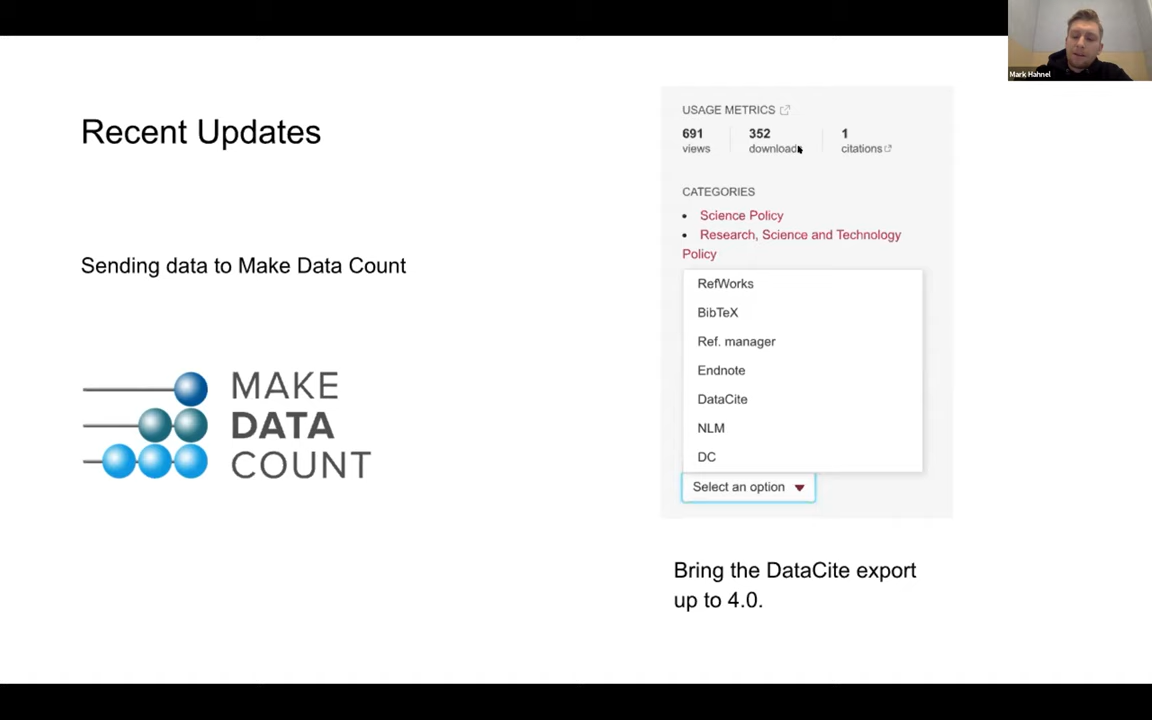 Mark Hahnel
Recent Updates
Sending data to Make Data Count
MAKE
DATA
COUNT
USAGE METRICS
691 352 1
views downloads citations
CATEGORIES
• Science Policy
• Research, Science and Technology
Policy
RefWorks
BibTeX
Ref. manager
Endnote
DataCite
NLM
DC
Select an option
Bring the DataCite export
up to 4.0.